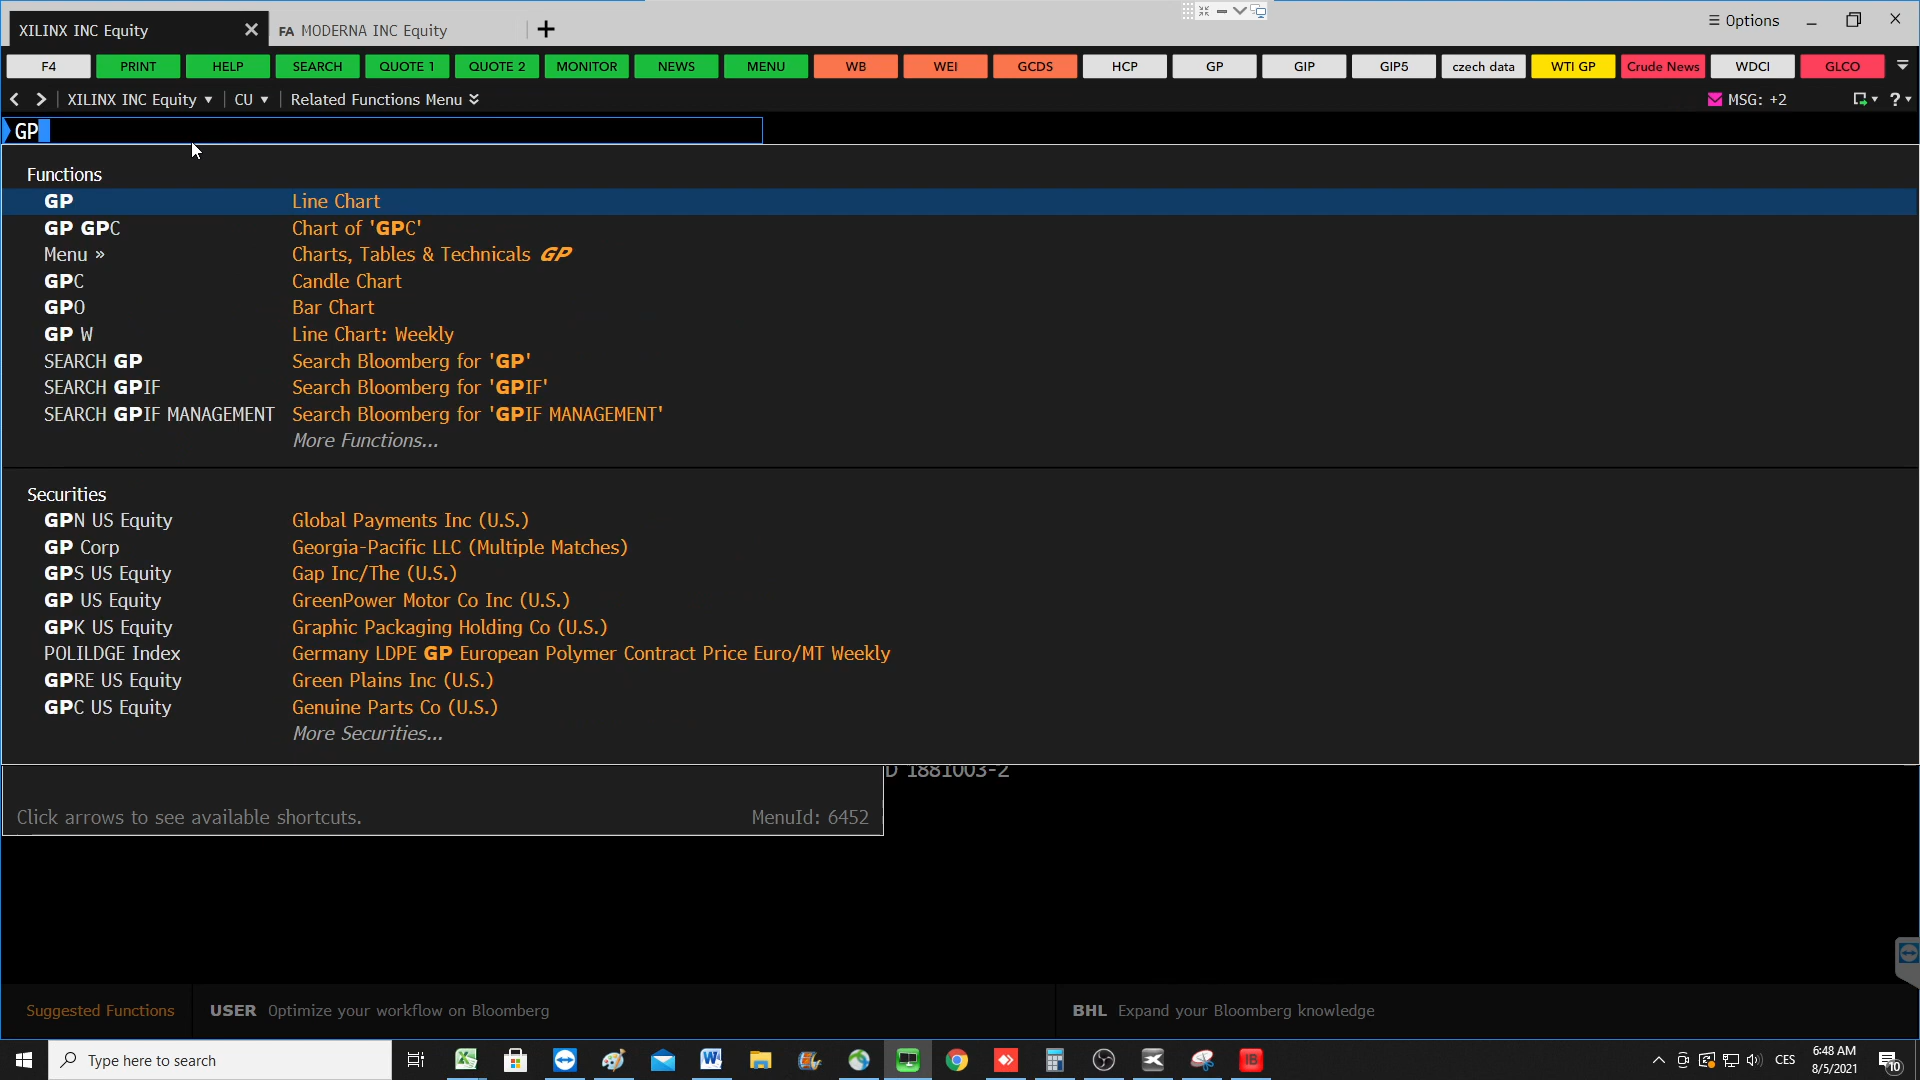 XILINX INC Equity
FA MODERNA INC Equity
Options
F4 PRINT HELP SEARCH QUOTE 1 QUOTE 2 MONITOR NEWS MENU WB WEI GCDS HCP GP GIP GIP5 czech data WTI GP Crude News WDCI GLCO
XILINX INC Equity CU Related Functions Menu MSG: +2 ?
GP
Functions
GP Line Chart
GP GPC Chart of 'GPC'
Menu » Charts, Tables & Technicals GP
GPC Candle Chart
GPO Bar Chart
GP W Line Chart: Weekly
SEARCH GP Search Bloomberg for 'GP'
SEARCH GPIF Search Bloomberg for 'GPIF'
SEARCH GPIF MANAGEMENT Search Bloomberg for 'GPIF MANAGEMENT'
More Functions...
Securities
GPN US Equity Global Payments Inc (U.S.)
GP Corp Georgia-Pacific LLC (Multiple Matches)
GPS US Equity Gap Inc/The (U.S.)
GP US Equity GreenPower Motor Co Inc (U.S.)
GPK US Equity Graphic Packaging Holding Co (U.S.)
POLILDGE Index Germany LDPE GP European Polymer Contract Price Euro/MT Weekly
GPRE US Equity Green Plains Inc (U.S.)
GPC US Equity Genuine Parts Co (U.S.)
More Securities...
D 1881003-2
Click arrows to see available shortcuts. MenuId: 6452
Suggested Functions USER Optimize your workflow on Bloomberg BHL Expand your Bloomberg knowledge
Type here to search
IB
CES
6:48 AM
8/5/2021
10